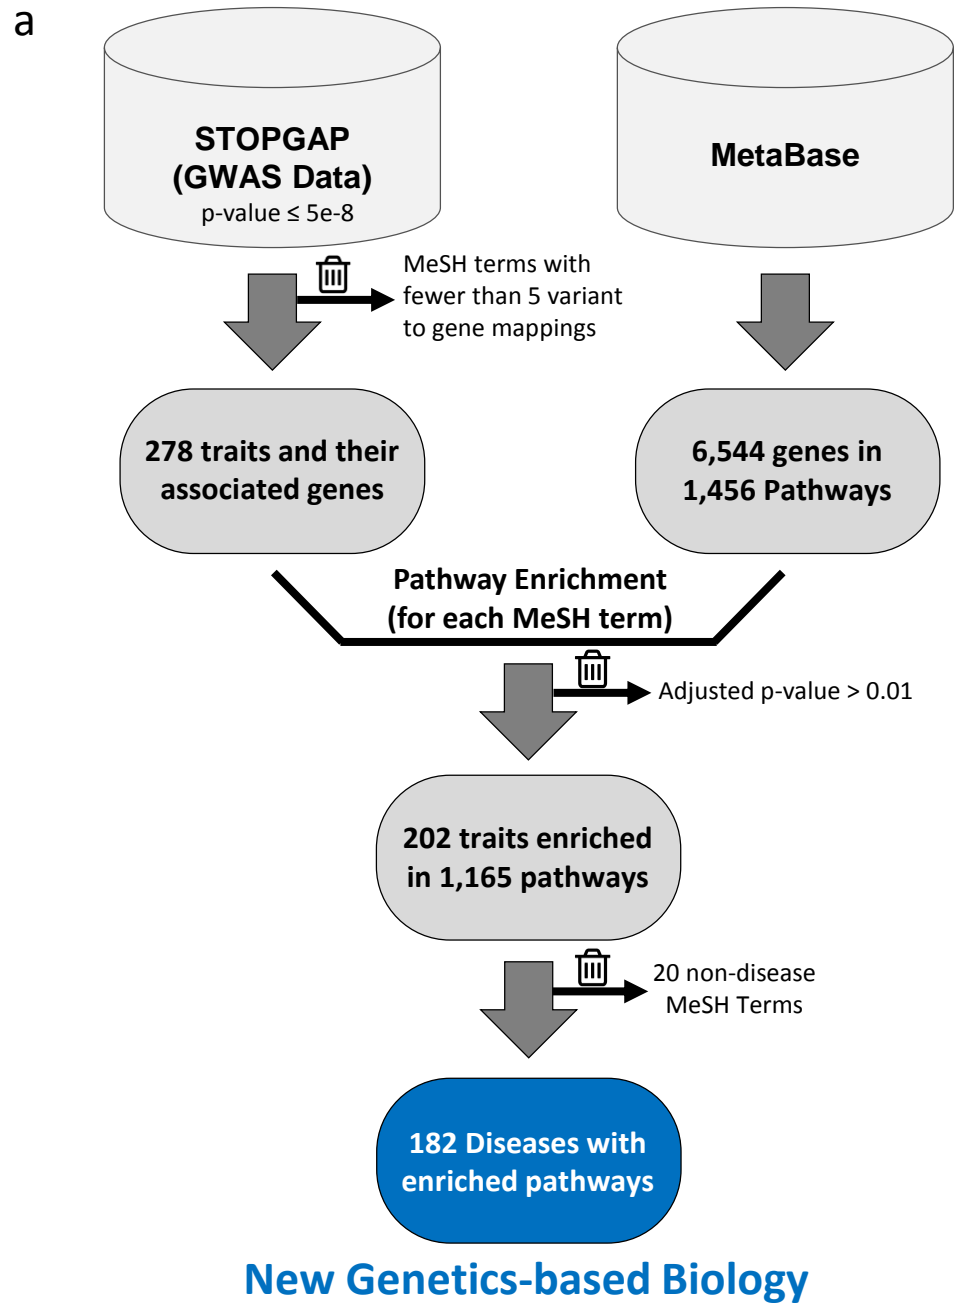 a
STOPGAP
(GWAS Data)
p-value ≤ 5e-8
MetaBase
MeSH terms with
fewer than 5 variant
to gene mappings
278 traits and their
associated genes
6,544 genes in
1,456 Pathways
Pathway Enrichment
(for each MeSH term)
Adjusted p-value > 0.01
202 traits enriched
in 1,165 pathways
20 non-disease
MeSH Terms
182 Diseases with
enriched pathways
New Genetics-based Biology